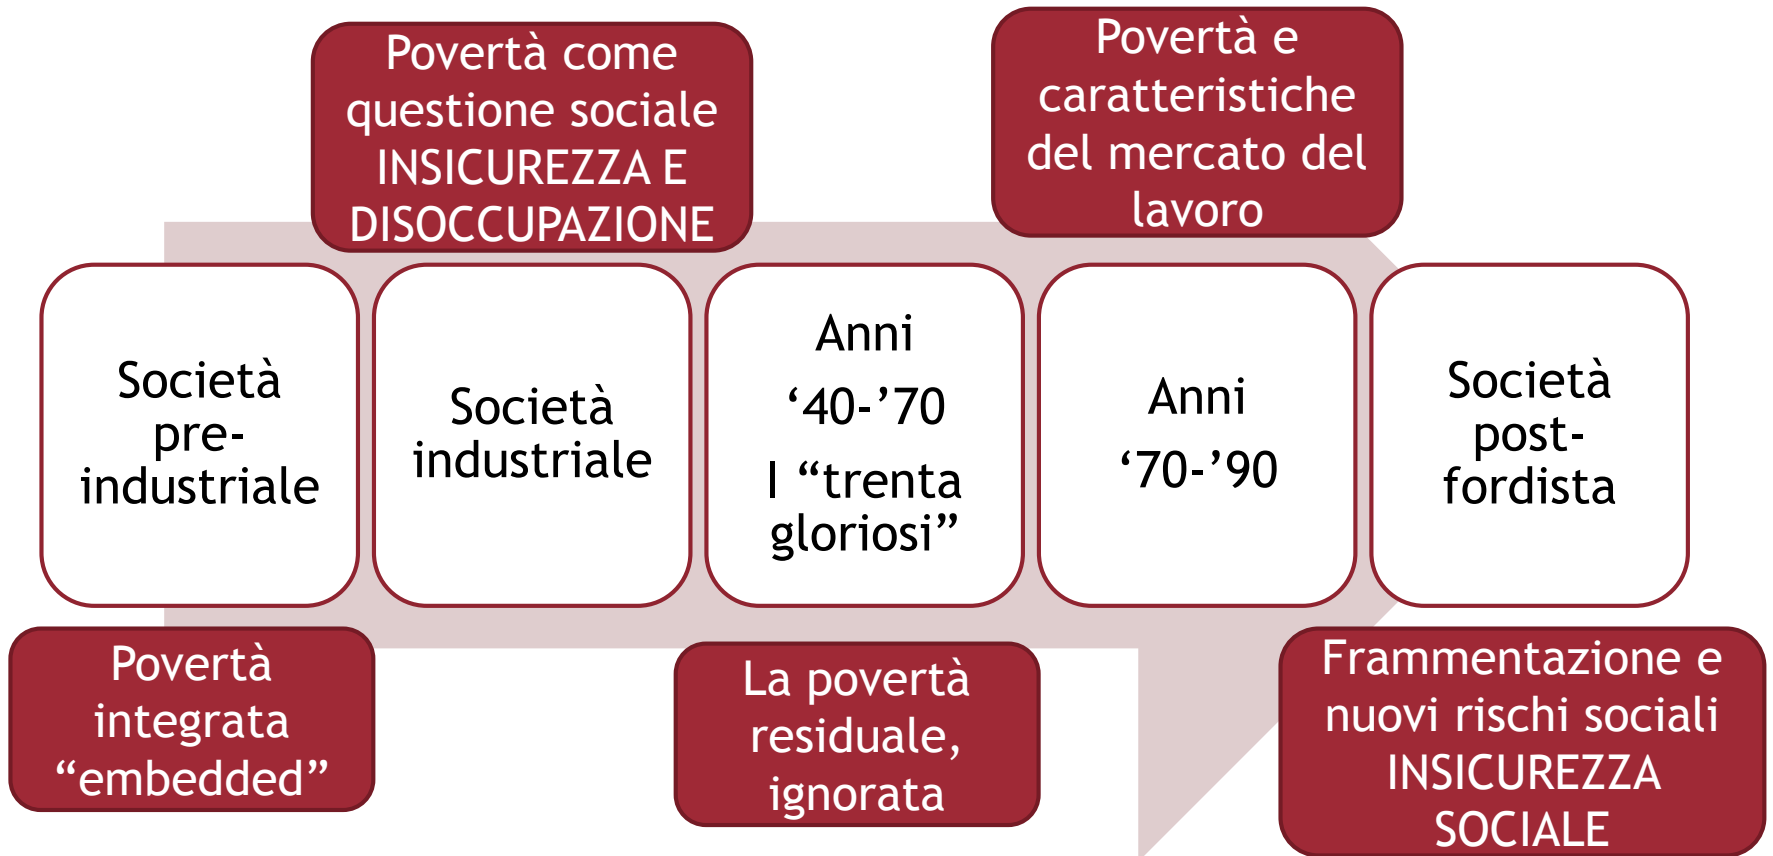 Povertà come
questione sociale
INSICUREZZA E
DISOCCUPAZIONE
Povertà e
caratteristiche
del mercato del
lavoro
Società
pre-
industriale
Società
industriale
Anni
‘40-’70
I “trenta
gloriosi”
Anni
‘70-’90
Società
post-
fordista
Povertà
integrata
“embedded”
La povertà
residuale,
ignorata
Frammentazione e
nuovi rischi sociali
INSICUREZZA
SOCIALE